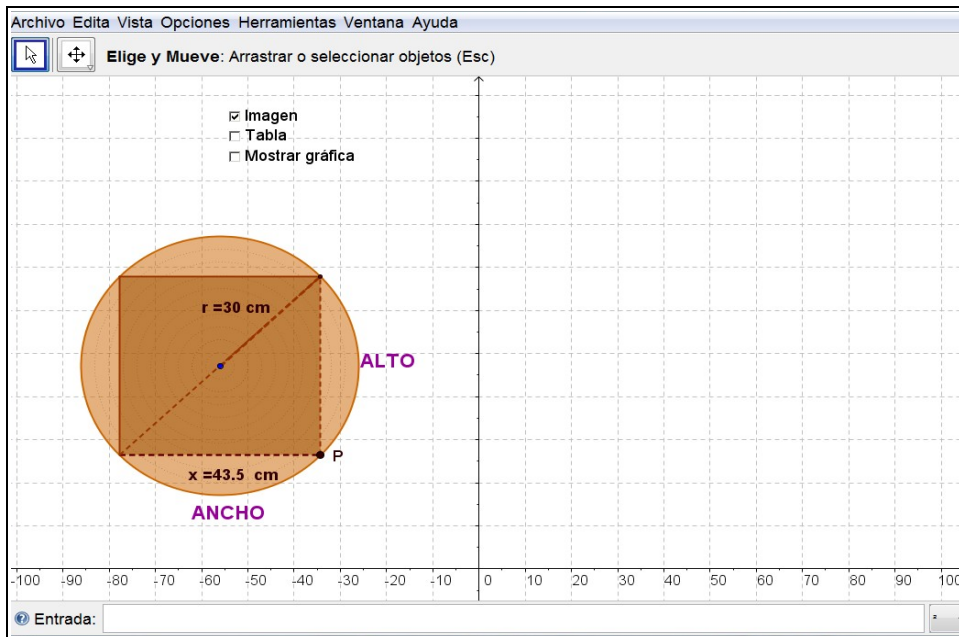 Archivo Edita Vista Opciones Herramientas Ventana Ayuda
Elige y Mueve: Arrastrar o seleccionar objetos (Esc)
Imagen
Tabla
Mostrar gráfica
r =30 cm
ALTO
P
x =43.5 cm
ANCHO
-100 -90 -80 -70 -60 -50 -40 -30 -20 -10 0 10 20 30 40 50 60 70 80 90 100
Entrada: